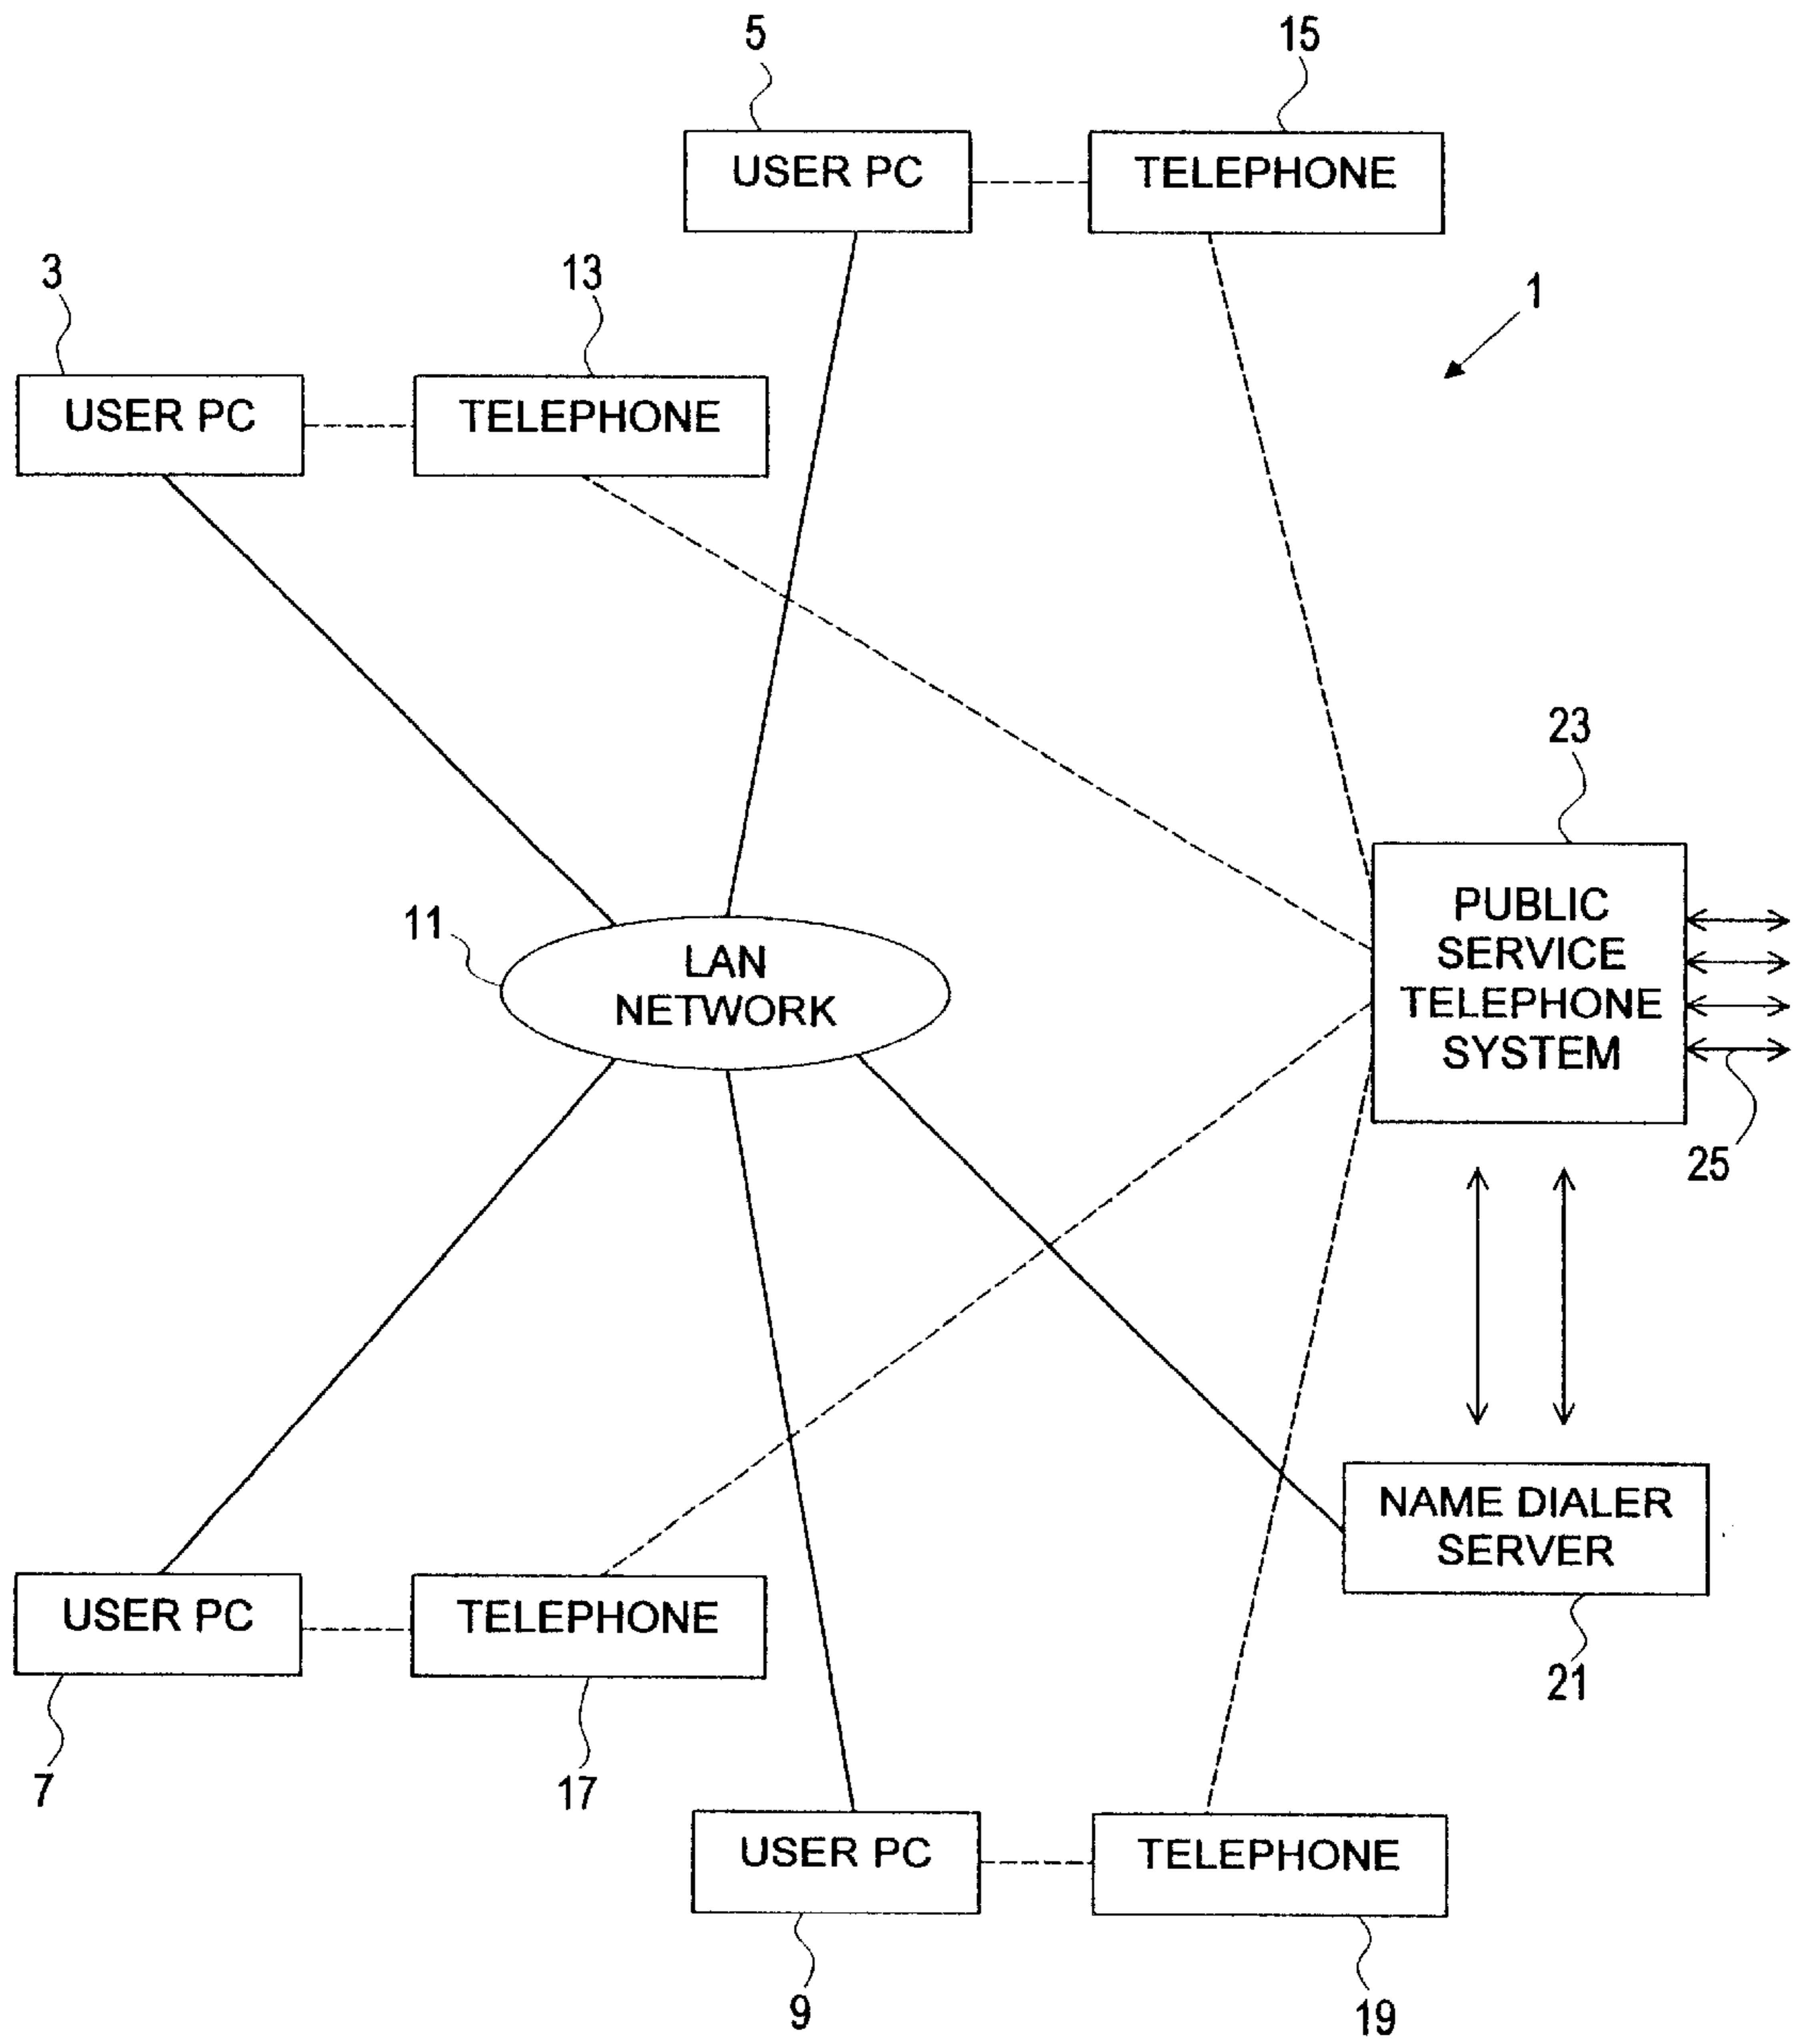 5
15
USER PC
TELEPHONE
3
13
1
USER PC
TELEPHONE
23
PUBLIC
SERVICE
TELEPHONE
SYSTEM
11
LAN
NETWORK
25
NAME DIALER
SERVER
21
USER PC
TELEPHONE
7
17
USER PC
TELEPHONE
9
19